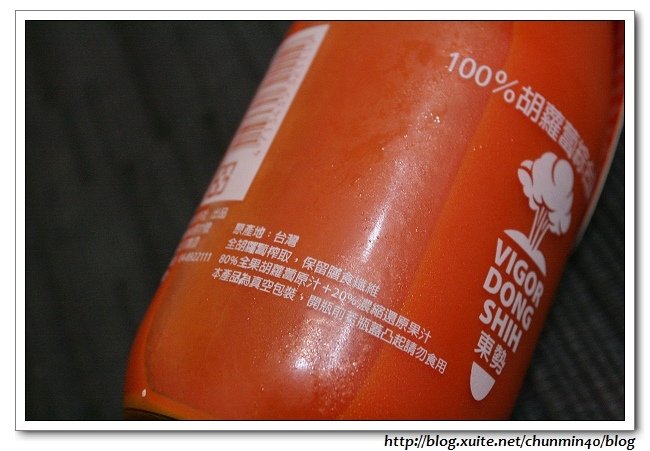 100%胡蘿蔔
VIGOR
DONG
SHIH
東勢
原產地：台灣
全胡蘿蔔榨取，保留膳食纖維
80%全果胡蘿蔔原汁＋20%濃縮還原果汁
本產品為真空包裝，開瓶前若瓶蓋凸起請勿食用
出品
http://blog.xuite.net/chunmin40/blog